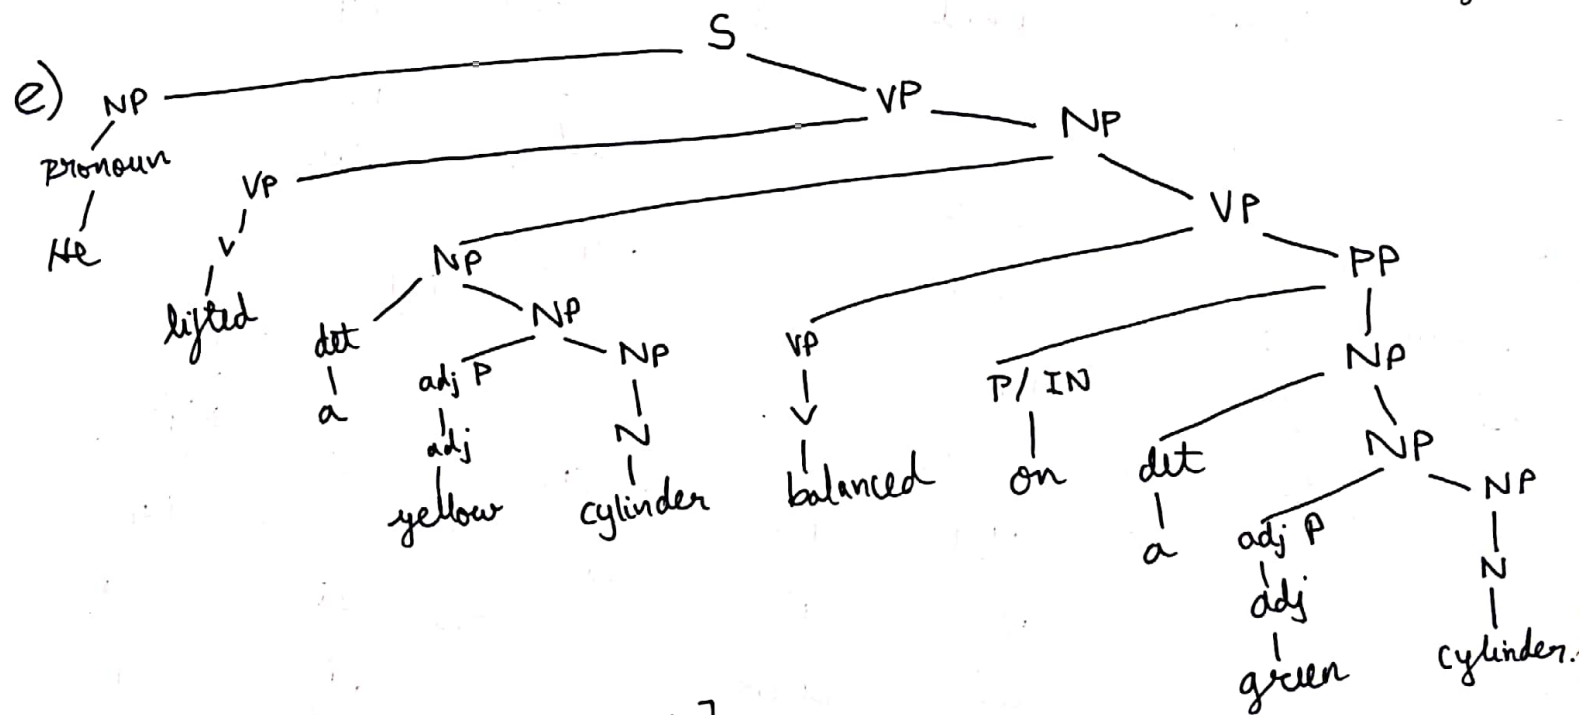 S
e) NP VP NP
Pronoun VP VP
He V NP PP
lifted det NP VP P/ IN NP
a adj P NP V on det NP
adj N balanced a adj P NP
yellow cylinder adj N
green cylinder.